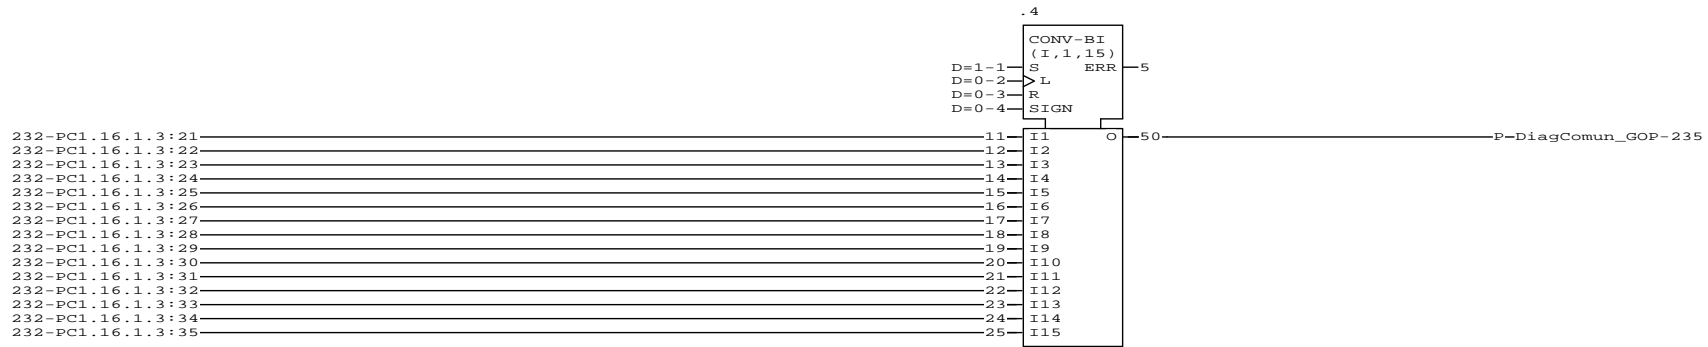 .4
CONV-BI
(I,1,15)
D=1-1 S ERR 5
D=0-2 L
D=0-3 R
D=0-4 SIGN
232-PC1.16.1.3:21 11 I1 O 50 P-DiagComun_GOP-235
232-PC1.16.1.3:22 12 I2
232-PC1.16.1.3:23 13 I3
232-PC1.16.1.3:24 14 I4
232-PC1.16.1.3:25 15 I5
232-PC1.16.1.3:26 16 I6
232-PC1.16.1.3:27 17 I7
232-PC1.16.1.3:28 18 I8
232-PC1.16.1.3:29 19 I9
232-PC1.16.1.3:30 20 I10
232-PC1.16.1.3:31 21 I11
232-PC1.16.1.3:32 22 I12
232-PC1.16.1.3:33 23 I13
232-PC1.16.1.3:34 24 I14
232-PC1.16.1.3:35 25 I15